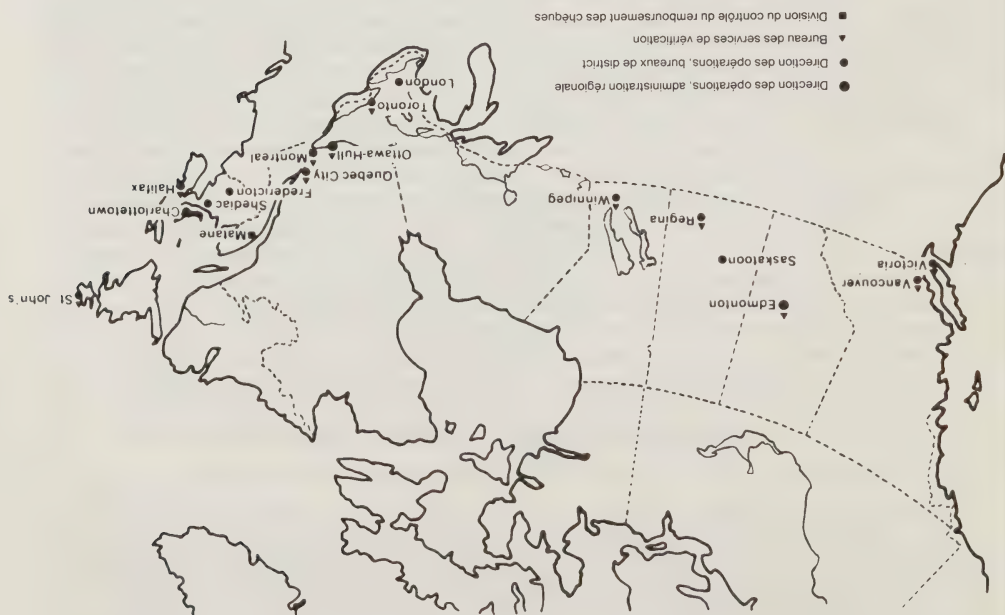 Edmonton
St John's
Vancouver
Victoria
Saskatoon
Matane
Regina
Charlottetown
Shediac
Winnipeg
Fredericton
Halifax
Quebec City
Montreal
Ottawa-Hull
Toronto
London
Direction des opérations, administration régionale
Direction des opérations, bureaux de district
Bureau des services de vérification
Division du contrôle du remboursement des chèques